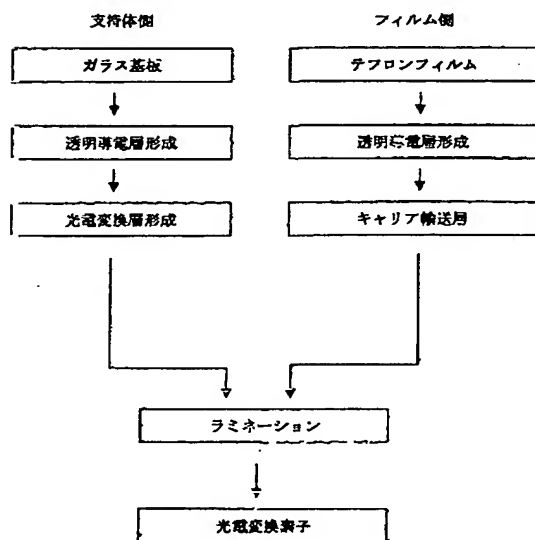 支持体側
フィルム側
ガラス基板
テフロンフィルム
透明導電層形成
透明導電層形成
光電変換層形成
キャリア輸送層
ラミネーション
光電変換素子